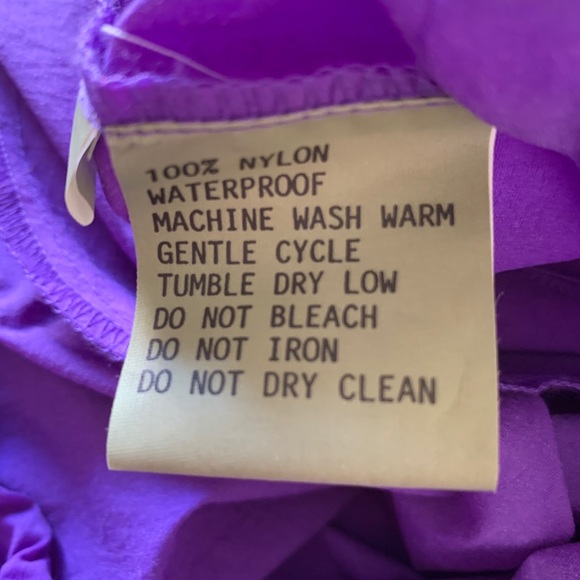 100% NYLON
WATERPROOF
MACHINE WASH WARM
GENTLE CYCLE
TUMBLE DRY LOW
DO NOT BLEACH
DO NOT IRON
DO NOT DRY CLEAN